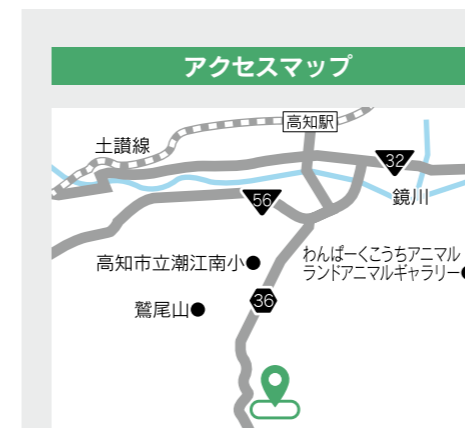 アクセスマップ
高知駅
土讃線
32
鏡川
56
わんぱーくこうちアニマル
ランドアニマルギャラリー●
高知市立潮江南小●
36
鷲尾山●